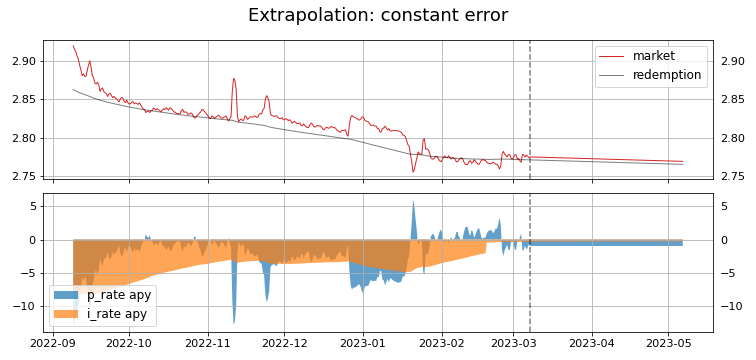 Extrapolation: constant error
2.90 2.90
2.85 2.85
2.80 2.80
2.75 2.75
market
redemption
5 5
0 0
−5 −5
−10 −10
p_rate apy
i_rate apy
2022-09 2022-10 2022-11 2022-12 2023-01 2023-02 2023-03 2023-04 2023-05